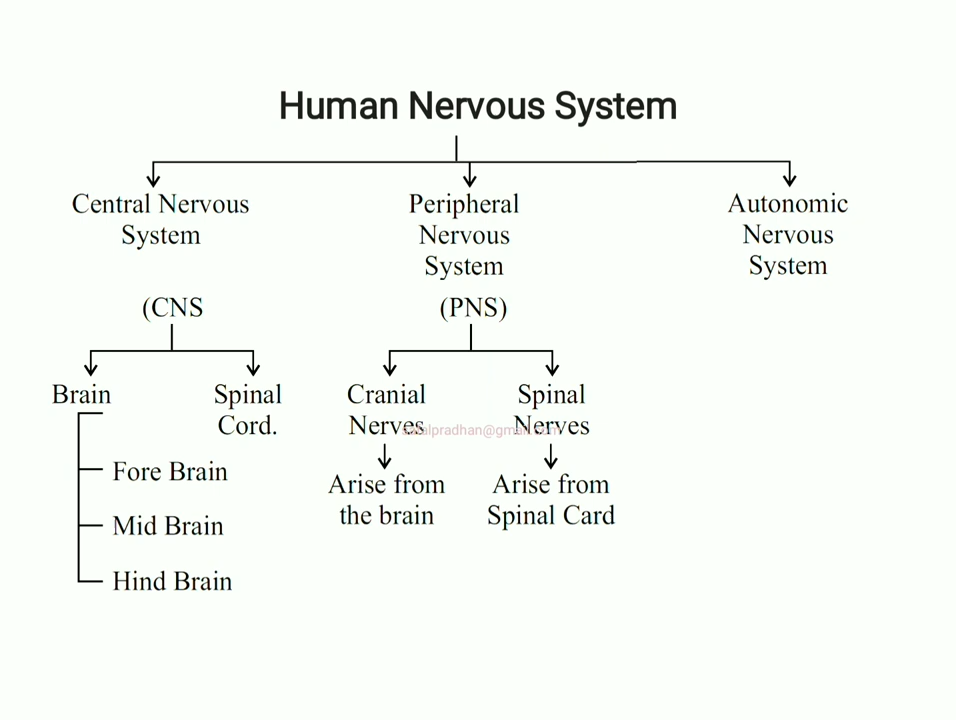 Human Nervous System
Central Nervous
System
(CNS
Peripheral
Nervous
System
(PNS)
Autonomic
Nervous
System
Brain
Fore Brain
Mid Brain
Hind Brain
Spinal
Cord.
Cranial
Nerves
Arise from
the brain
Spinal
Nerves
Arise from
Spinal Card